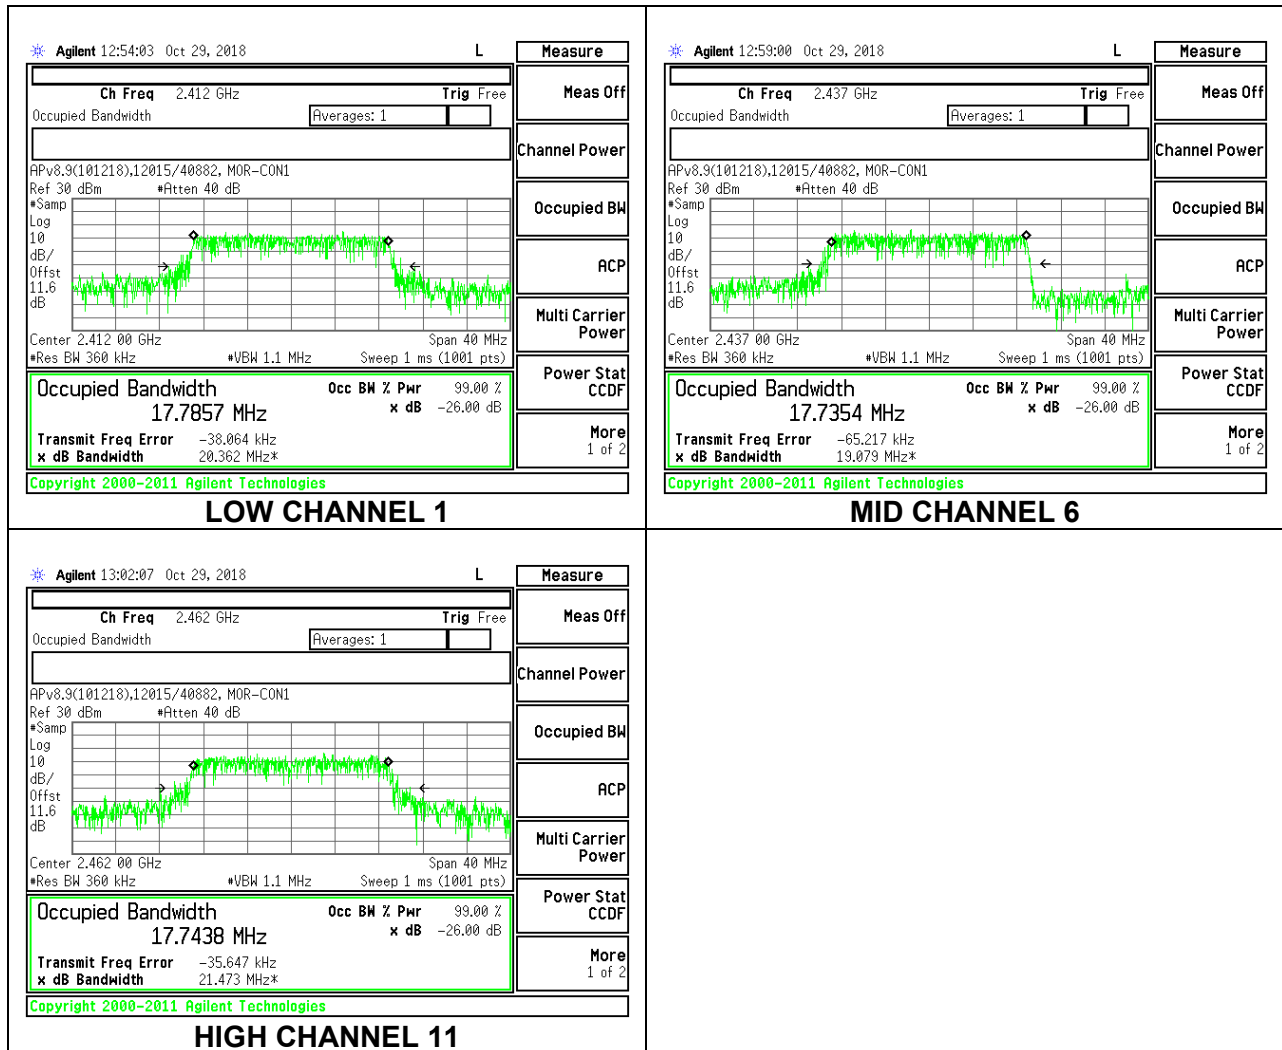 Agilent 12:54:03 Oct 29, 2018 L Measure
Ch Freq 2.412 GHz Trig Free
Meas Off
Occupied Bandwidth Averages: 1
Channel Power
APv8.9(101218),12015/40882, MOR-CON1
Ref 30 dBm #Atten 40 dB
#Samp
Log
10
dB/
Offst
11.6
dB
Occupied BW
ACP
Multi Carrier
Power
Center 2.412 00 GHz Span 40 MHz
#Res BW 360 kHz #VBW 1.1 MHz Sweep 1 ms (1001 pts)
Power Stat
CCDF
Occupied Bandwidth Occ BW % Pwr 99.00 %
17.7857 MHz x dB -26.00 dB
Transmit Freq Error -38.064 kHz
x dB Bandwidth 20.362 MHz*
More
1 of 2
Copyright 2000-2011 Agilent Technologies
LOW CHANNEL 1
Agilent 12:59:00 Oct 29, 2018 L Measure
Ch Freq 2.437 GHz Trig Free
Meas Off
Occupied Bandwidth Averages: 1
Channel Power
APv8.9(101218),12015/40882, MOR-CON1
Ref 30 dBm #Atten 40 dB
#Samp
Log
10
dB/
Offst
11.6
dB
Occupied BW
ACP
Multi Carrier
Power
Center 2.437 00 GHz Span 40 MHz
#Res BW 360 kHz #VBW 1.1 MHz Sweep 1 ms (1001 pts)
Power Stat
CCDF
Occupied Bandwidth Occ BW % Pwr 99.00 %
17.7354 MHz x dB -26.00 dB
Transmit Freq Error -65.217 kHz
x dB Bandwidth 19.079 MHz*
More
1 of 2
Copyright 2000-2011 Agilent Technologies
MID CHANNEL 6
Agilent 13:02:07 Oct 29, 2018 L Measure
Ch Freq 2.462 GHz Trig Free
Meas Off
Occupied Bandwidth Averages: 1
Channel Power
APv8.9(101218),12015/40882, MOR-CON1
Ref 30 dBm #Atten 40 dB
#Samp
Log
10
dB/
Offst
11.6
dB
Occupied BW
ACP
Multi Carrier
Power
Center 2.462 00 GHz Span 40 MHz
#Res BW 360 kHz #VBW 1.1 MHz Sweep 1 ms (1001 pts)
Power Stat
CCDF
Occupied Bandwidth Occ BW % Pwr 99.00 %
17.7438 MHz x dB -26.00 dB
Transmit Freq Error -35.647 kHz
x dB Bandwidth 21.473 MHz*
More
1 of 2
Copyright 2000-2011 Agilent Technologies
HIGH CHANNEL 11